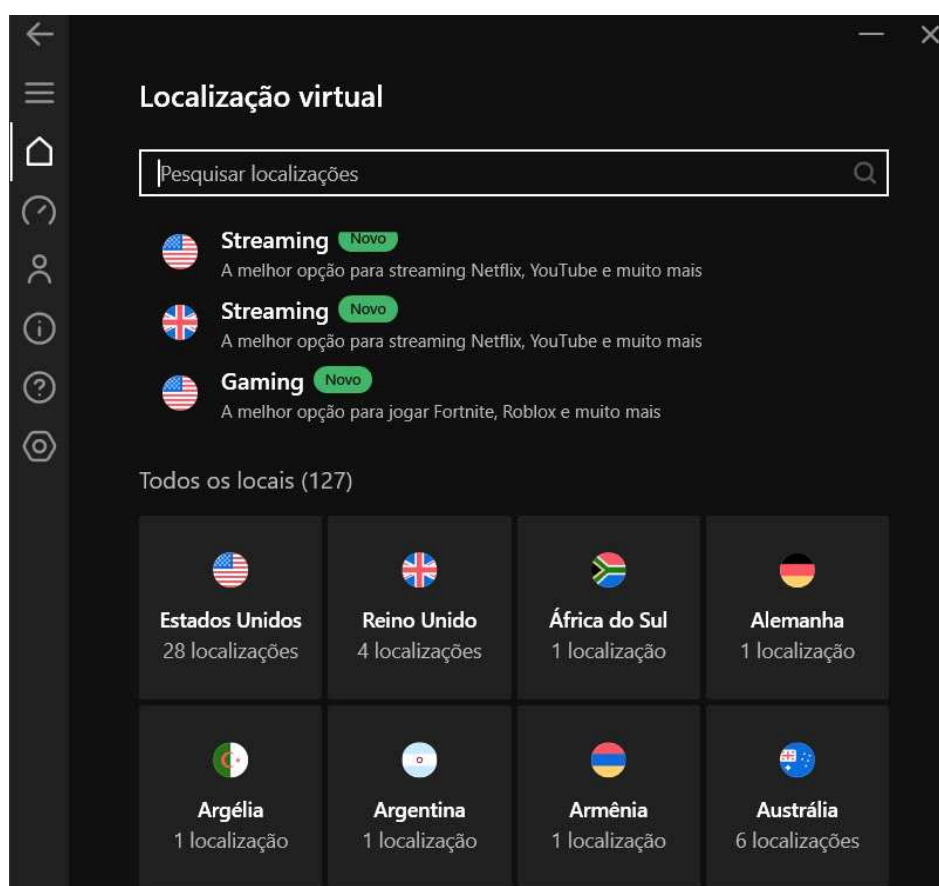 Localização virtual
Pesquisar localizações
Streaming Novo
A melhor opção para streaming Netflix, YouTube e muito mais
Streaming Novo
A melhor opção para streaming Netflix, YouTube e muito mais
Gaming Novo
A melhor opção para jogar Fortnite, Roblox e muito mais
Todos os locais (127)
Estados Unidos
28 localizações
Reino Unido
4 localizações
África do Sul
1 localização
Alemanha
1 localização
Argélia
1 localização
Argentina
1 localização
Armênia
1 localização
Austrália
6 localizações